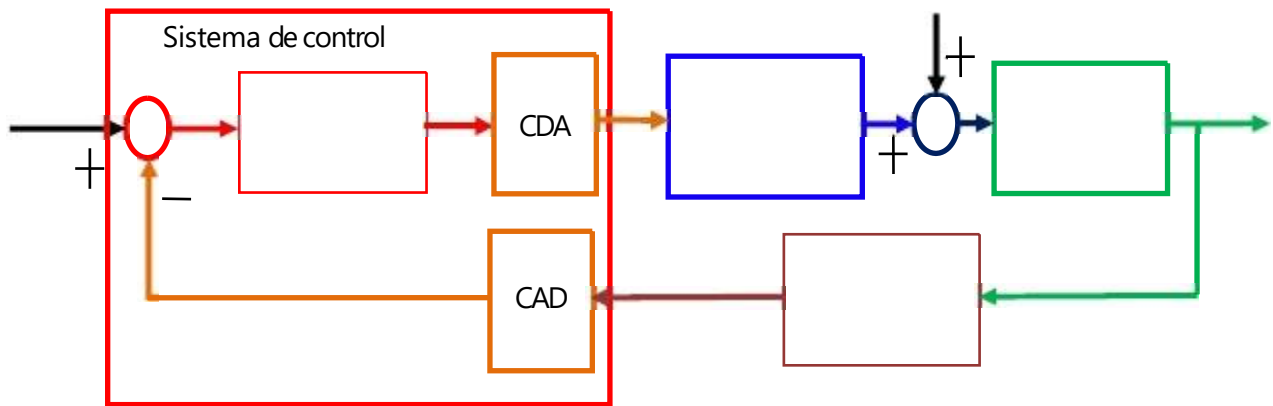 Sistema de control
CDA
+
+
+
−
CAD